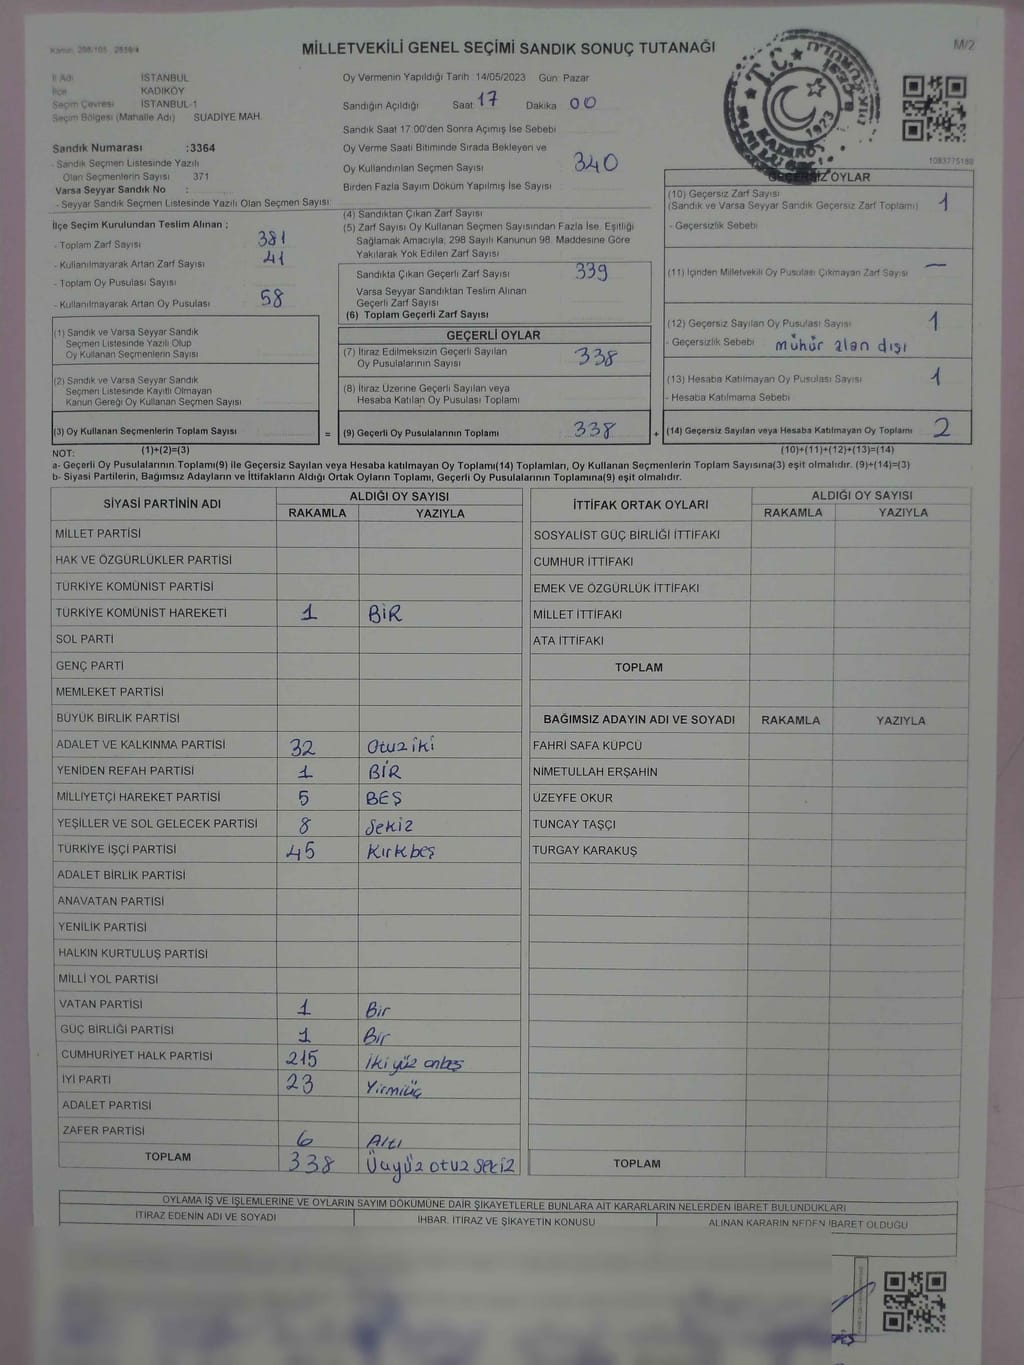 Kanun: 298/105 2839/4
MİLLETVEKİLİ GENEL SEÇİMİ SANDIK SONUÇ TUTANAĞI
M/2
İl Adı İSTANBUL
İlçe KADIKÖY
Seçim Çevresi İSTANBUL-1
Seçim Bölgesi (Mahalle Adı) SUADİYE MAH.
Sandık Numarası :3364
- Sandık Seçmen Listesinde Yazılı
Olan Seçmenlerin Sayısı 371
Varsa Seyyar Sandık No :
- Seyyar Sandık Seçmen Listesinde Yazılı Olan Seçmen Sayısı:
Oy Vermenin Yapıldığı Tarih :14/05/2023 Gün: Pazar
Sandığın Açıldığı Saat 17 Dakika 00
Sandık Saat 17:00'den Sonra Açılmış İse Sebebi
Oy Verme Saati Bitiminde Sırada Bekleyen ve
Oy Kullandırılan Seçmen Sayısı 340
Birden Fazla Sayım Döküm Yapılmış İse Sayısı
T.C.
KADIKÖY
1923
1083775188
İlçe Seçim Kurulundan Teslim Alınan ;
- Toplam Zarf Sayısı 381
- Kullanılmayarak Artan Zarf Sayısı 41
- Toplam Oy Pusulası Sayısı
- Kullanılmayarak Artan Oy Pusulası 58
(1) Sandık ve Varsa Seyyar Sandık
Seçmen Listesinde Yazılı Olup
Oy Kullanan Seçmenlerin Sayısı
(2) Sandık ve Varsa Seyyar Sandık
Seçmen Listesinde Kayıtlı Olmayan
Kanun Gereği Oy Kullanan Seçmen Sayısı
(3) Oy Kullanan Seçmenlerin Toplam Sayısı =
(1)+(2)=(3)
(4) Sandıktan Çıkan Zarf Sayısı
(5) Zarf Sayısı Oy Kullanan Seçmen Sayısından Fazla İse, Eşitliği
Sağlamak Amacıyla; 298 Sayılı Kanunun 98. Maddesine Göre
Yakılarak Yok Edilen Zarf Sayısı
Sandıkta Çıkan Geçerli Zarf Sayısı 339
Varsa Seyyar Sandıktan Teslim Alınan
Geçerli Zarf Sayısı
(6) Toplam Geçerli Zarf Sayısı
GEÇERLİ OYLAR
(7) İtiraz Edilmeksizin Geçerli Sayılan
Oy Pusulalarının Sayısı 338
(8) İtiraz Üzerine Geçerli Sayılan veya
Hesaba Katılan Oy Pusulası Toplamı
(9) Geçerli Oy Pusulalarının Toplamı 338 +
GEÇERSİZ OYLAR
(10) Geçersiz Zarf Sayısı
(Sandık ve Varsa Seyyar Sandık Geçersiz Zarf Toplamı) 1
- Geçersizlik Sebebi
(11) İçinden Milletvekili Oy Pusulası Çıkmayan Zarf Sayısı —
(12) Geçersiz Sayılan Oy Pusulası Sayısı 1
- Geçersizlik Sebebi mühür alan dışı
(13) Hesaba Katılmayan Oy Pusulası Sayısı 1
- Hesaba Katılmama Sebebi
(14) Geçersiz Sayılan veya Hesaba Katılmayan Oy Toplamı 2
(10)+(11)+(12)+(13)=(14)
NOT:
a- Geçerli Oy Pusulalarının Toplamı(9) ile Geçersiz Sayılan veya Hesaba katılmayan Oy Toplamı(14) Toplamları, Oy Kullanan Seçmenlerin Toplam Sayısına(3) eşit olmalıdır. (9)+(14)=(3)
b- Siyasi Partilerin, Bağımsız Adayların ve İttifakların Aldığı Ortak Oyların Toplamı, Geçerli Oy Pusulalarının Toplamına(9) eşit olmalıdır.
SİYASİ PARTİNİN ADI ALDIĞI OY SAYISI
RAKAMLA YAZIYLA
MİLLET PARTİSİ
HAK VE ÖZGÜRLÜKLER PARTİSİ
TÜRKİYE KOMÜNİST PARTİSİ
TÜRKİYE KOMÜNİST HAREKETİ 1 BİR
SOL PARTİ
GENÇ PARTİ
MEMLEKET PARTİSİ
BÜYÜK BİRLİK PARTİSİ
ADALET VE KALKINMA PARTİSİ 32 Otuz iki
YENİDEN REFAH PARTİSİ 1 BİR
MİLLİYETÇİ HAREKET PARTİSİ 5 BEŞ
YEŞİLLER VE SOL GELECEK PARTİSİ 8 Sekiz
TÜRKİYE İŞÇİ PARTİSİ 45 Kırkbeş
ADALET BİRLİK PARTİSİ
ANAVATAN PARTİSİ
YENİLİK PARTİSİ
HALKIN KURTULUŞ PARTİSİ
MİLLİ YOL PARTİSİ
VATAN PARTİSİ 1 Bir
GÜÇ BİRLİĞİ PARTİSİ 1 Bir
CUMHURİYET HALK PARTİSİ 215 İki yüz onbeş
İYİ PARTİ 23 Yirmiüç
ADALET PARTİSİ
ZAFER PARTİSİ 6 Altı
TOPLAM 338 Üçyüz otuz sekiz
İTTİFAK ORTAK OYLARI ALDIĞI OY SAYISI
RAKAMLA YAZIYLA
SOSYALİST GÜÇ BİRLİĞİ İTTİFAKI
CUMHUR İTTİFAKI
EMEK VE ÖZGÜRLÜK İTTİFAKI
MİLLET İTTİFAKI
ATA İTTİFAKI
TOPLAM
BAĞIMSIZ ADAYIN ADI VE SOYADI RAKAMLA YAZIYLA
FAHRİ SAFA KÜPCÜ
NİMETULLAH ERŞAHİN
ÜZEYFE OKUR
TUNCAY TAŞÇI
TURGAY KARAKUŞ
TOPLAM
OYLAMA İŞ VE İŞLEMLERİNE VE OYLARIN SAYIM DÖKÜMÜNE DAİR ŞİKAYETLERLE BUNLARA AİT KARARLARIN NELERDEN İBARET BULUNDUKLARI
İTİRAZ EDENİN ADI VE SOYADI İHBAR, İTİRAZ VE ŞİKAYETİN KONUSU ALINAN KARARIN NEDEN İBARET OLDUĞU